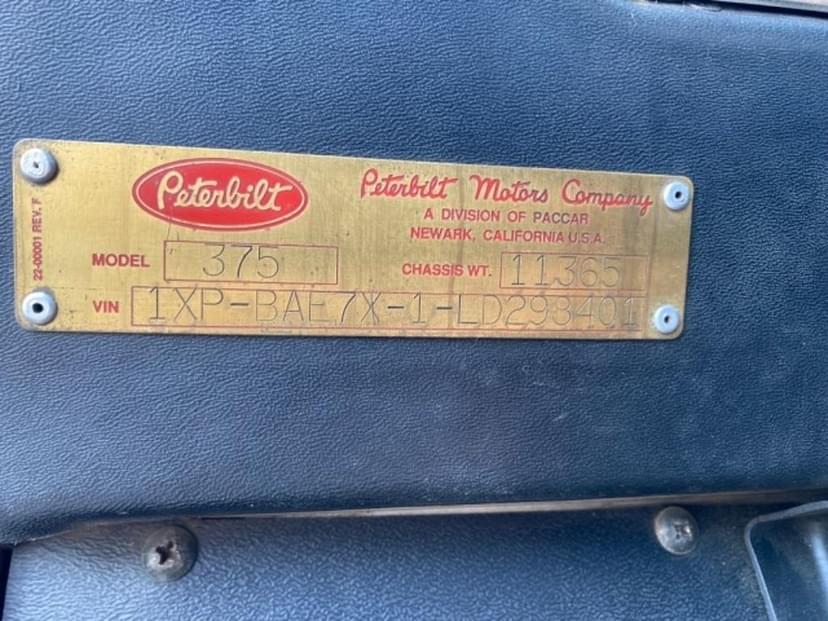 22-00001 REV. F
Peterbilt
Peterbilt Motors Company
A DIVISION OF PACCAR
NEWARK, CALIFORNIA U.S.A.
MODEL 375
CHASSIS WT. 11365
VIN 1XP-BAE7X-1-LD298401